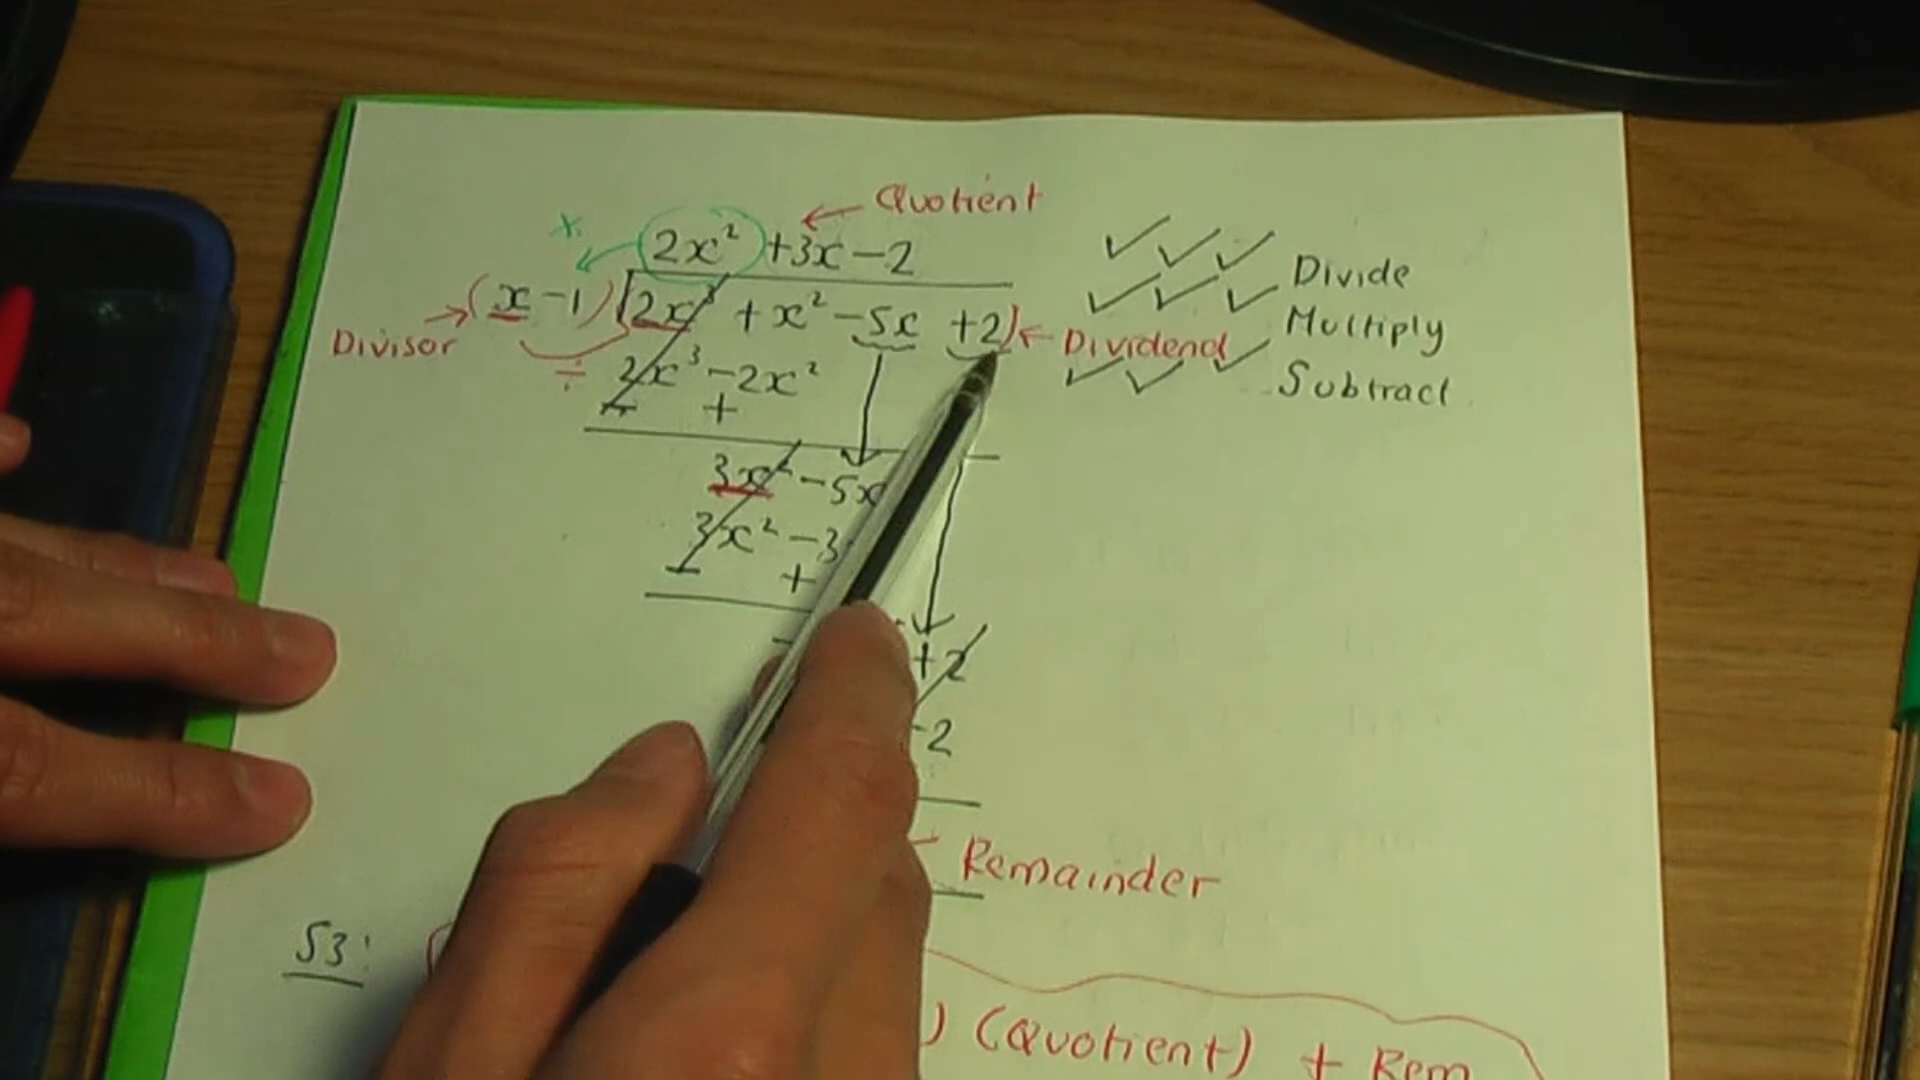 Quotient
x
2x² +3x -2
(x -1) 2x³ + x² -5x +2)
Divisor
Dividend
÷
2x³ -2x²
- +
3x² -5x
3x² -3
- +
- +2
-2
Remainder
Divide
Multiply
Subtract
S3:
) (Quotient) + Rem